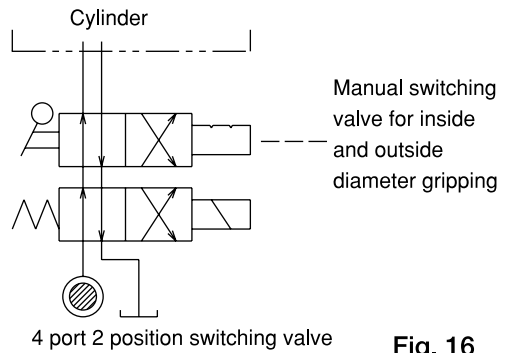 Cylinder
Manual switching
valve for inside
and outside
diameter gripping
4 port 2 position switching valve
Fig. 16